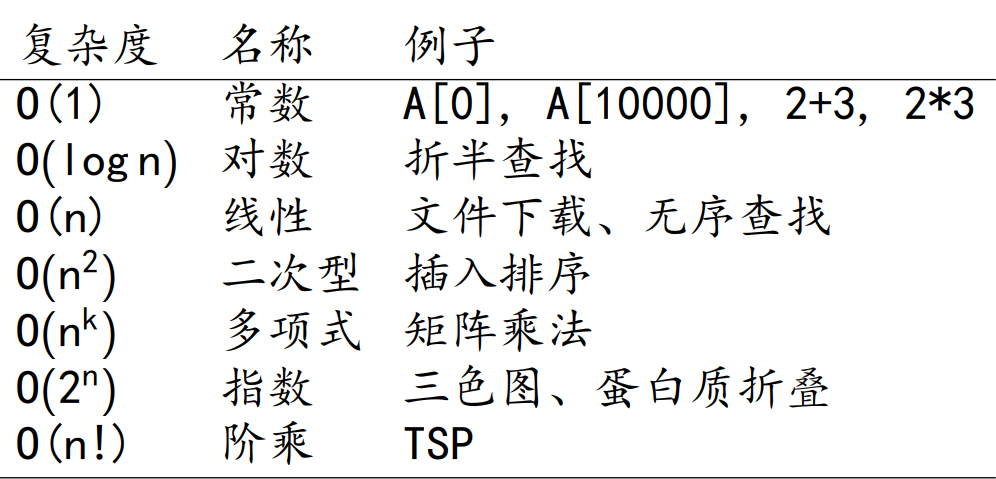 复杂度 名称 例子
O(1) 常数 A[0], A[10000], 2+3, 2*3
O(log n) 对数 折半查找
O(n) 线性 文件下载、无序查找
O(n²) 二次型 插入排序
O(nᵏ) 多项式 矩阵乘法
O(2ⁿ) 指数 三色图、蛋白质折叠
O(n!) 阶乘 TSP